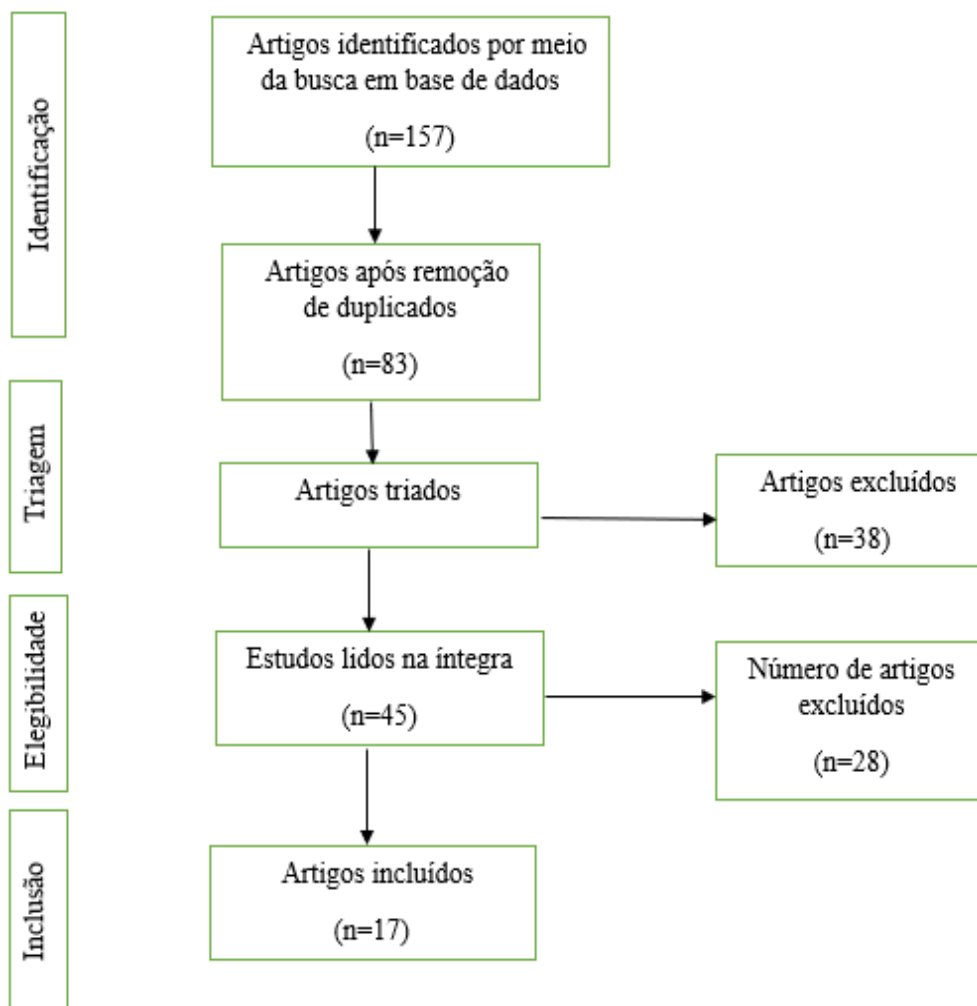 Identificação
Artigos identificados por meio
da busca em base de dados
(n=157)
Artigos após remoção
de duplicados
(n=83)
Triagem
Artigos triados
Artigos excluídos
(n=38)
Elegibilidade
Estudos lidos na íntegra
(n=45)
Número de artigos
excluídos
(n=28)
Inclusão
Artigos incluídos
(n=17)